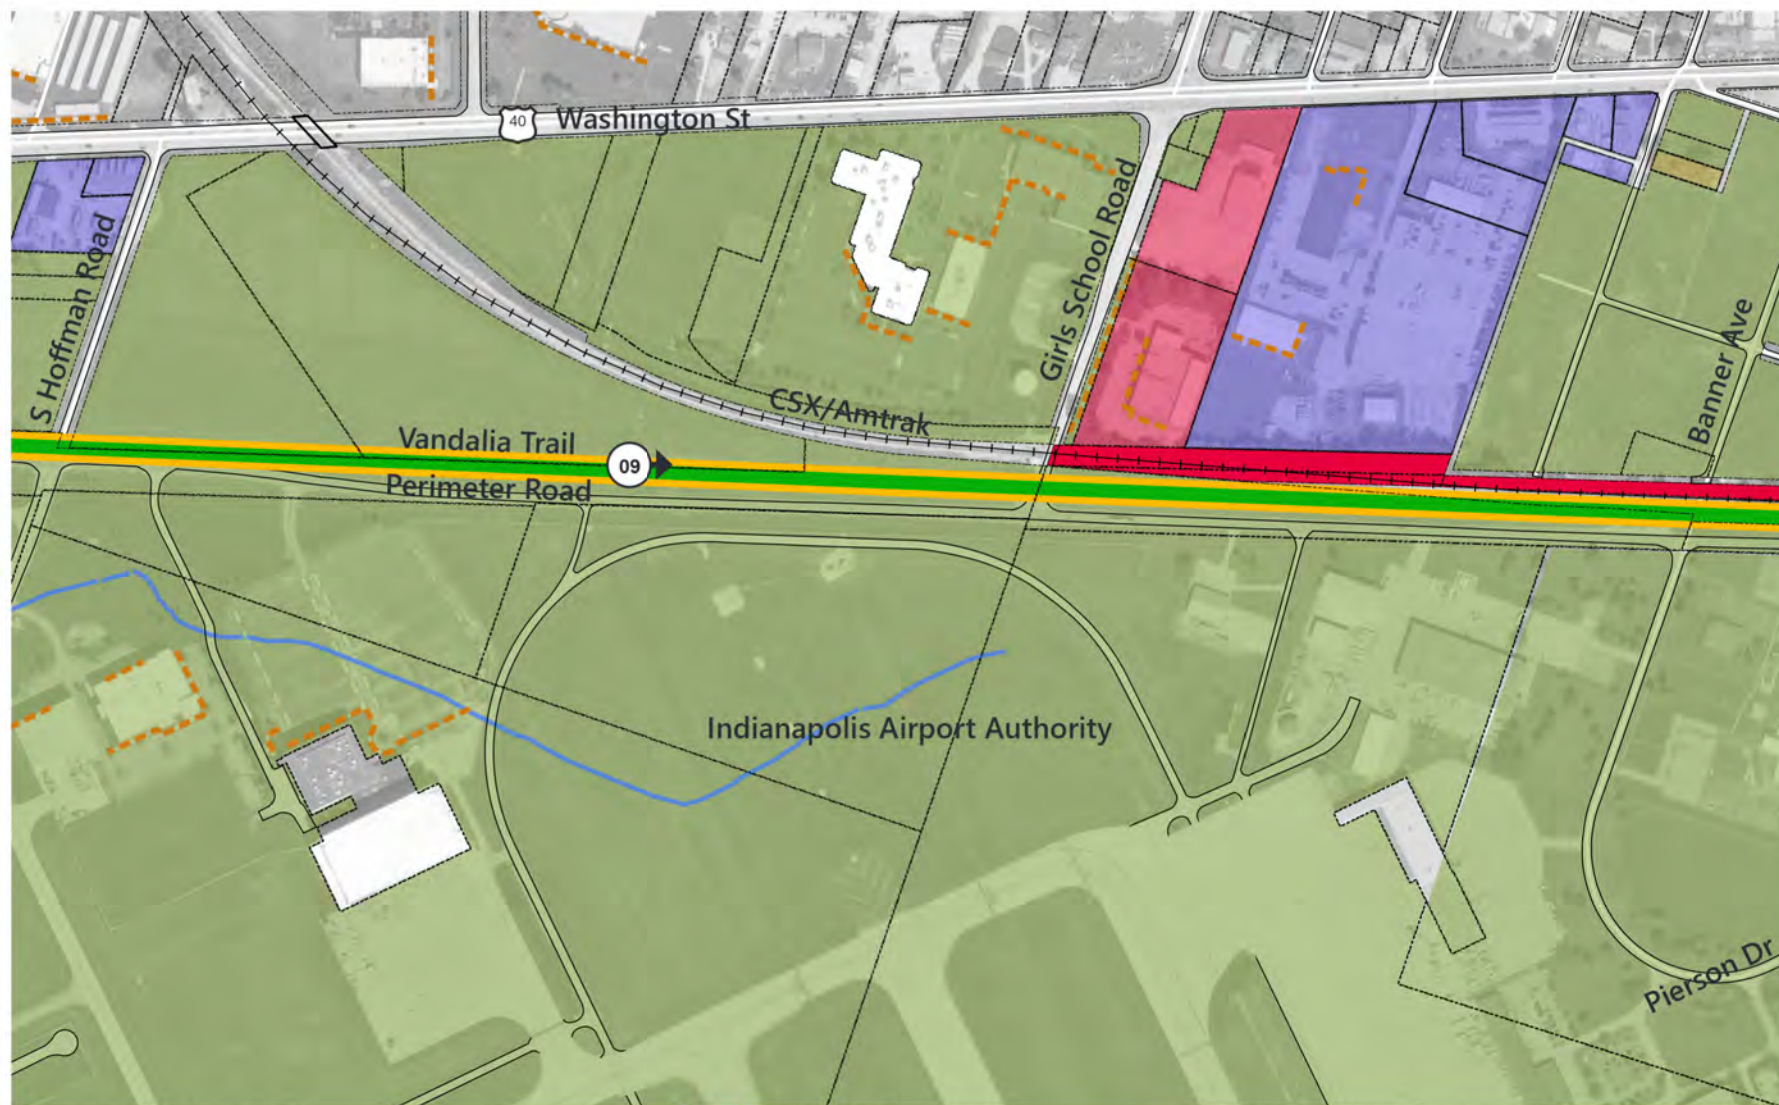 40
Washington St
S Hoffman Road
Girls School Road
Banner Ave
CSX/Amtrak
Vandalia Trail
09
Perimeter Road
Indianapolis Airport Authority
Pierson Dr